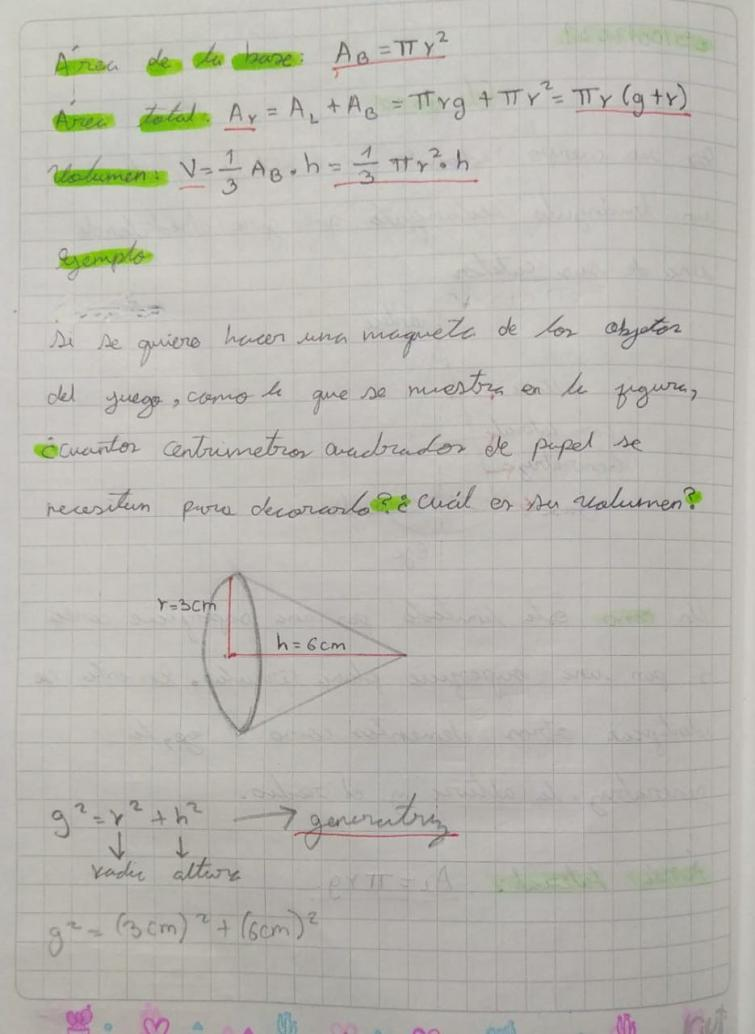 Área de la base: A_B = πr²
Área total: A_T = A_L + A_B = πrg + πr² = πr (g+r)
Volumen: V = 1/3 A_B · h = 1/3 πr² · h
Ejemplo
Si se quiere hacer una maqueta de los objetos
del juego, como la que se muestra en la figura,
¿cuantos centrimetros cuadrados de papel se
necesitan para decorarlo? ¿cuál es su volumen?
r=3cm
h=6cm
g² = r² + h² → generatriz
↓ ↓
radio altura
g² = (3cm)² + (6cm)²